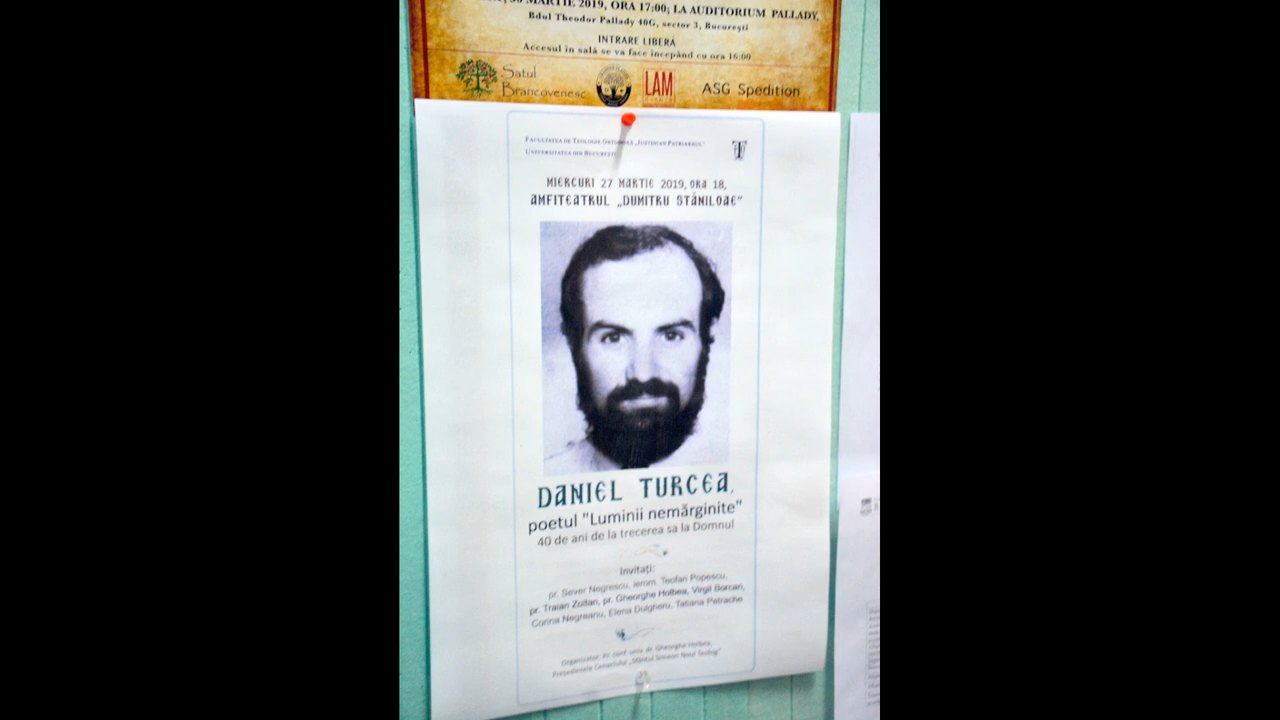 30 MARTIE 2019, ORA 17:00; LA AUDITORIUM PALLADY,
Bdul Theodor Pallady 40G, sector 3, București
INTRARE LIBERĂ
Accesul în sală se va face începând cu ora 16:00
Satul
Brancovenesc
LAM
ASG Spedition
FACULTATEA DE TEOLOGIE ORTODOXĂ „JUSTINIAN PATRIARHUL”
UNIVERSITATEA DIN BUCUREȘTI
MIERCURI 27 MARTIE 2019, ORA 18,
AMFITEATRUL „DUMITRU STĂNILOAE”
DANIEL TURCEA,
poetul "Luminii nemărginite"
40 de ani de la trecerea sa la Domnul
Invitați:
pr. Sever Negrescu, ierom. Teofan Popescu,
pr. Traian Zoltan, pr. Gheorghe Holbea, Virgil Borcan,
Corina Negreanu, Elena Dulgheru, Tatiana Petrache
Organizator: Pr. conf. univ. dr. Gheorghe Holbea,
Președintele Cenaclului „Sfântul Simeon Noul Teolog”